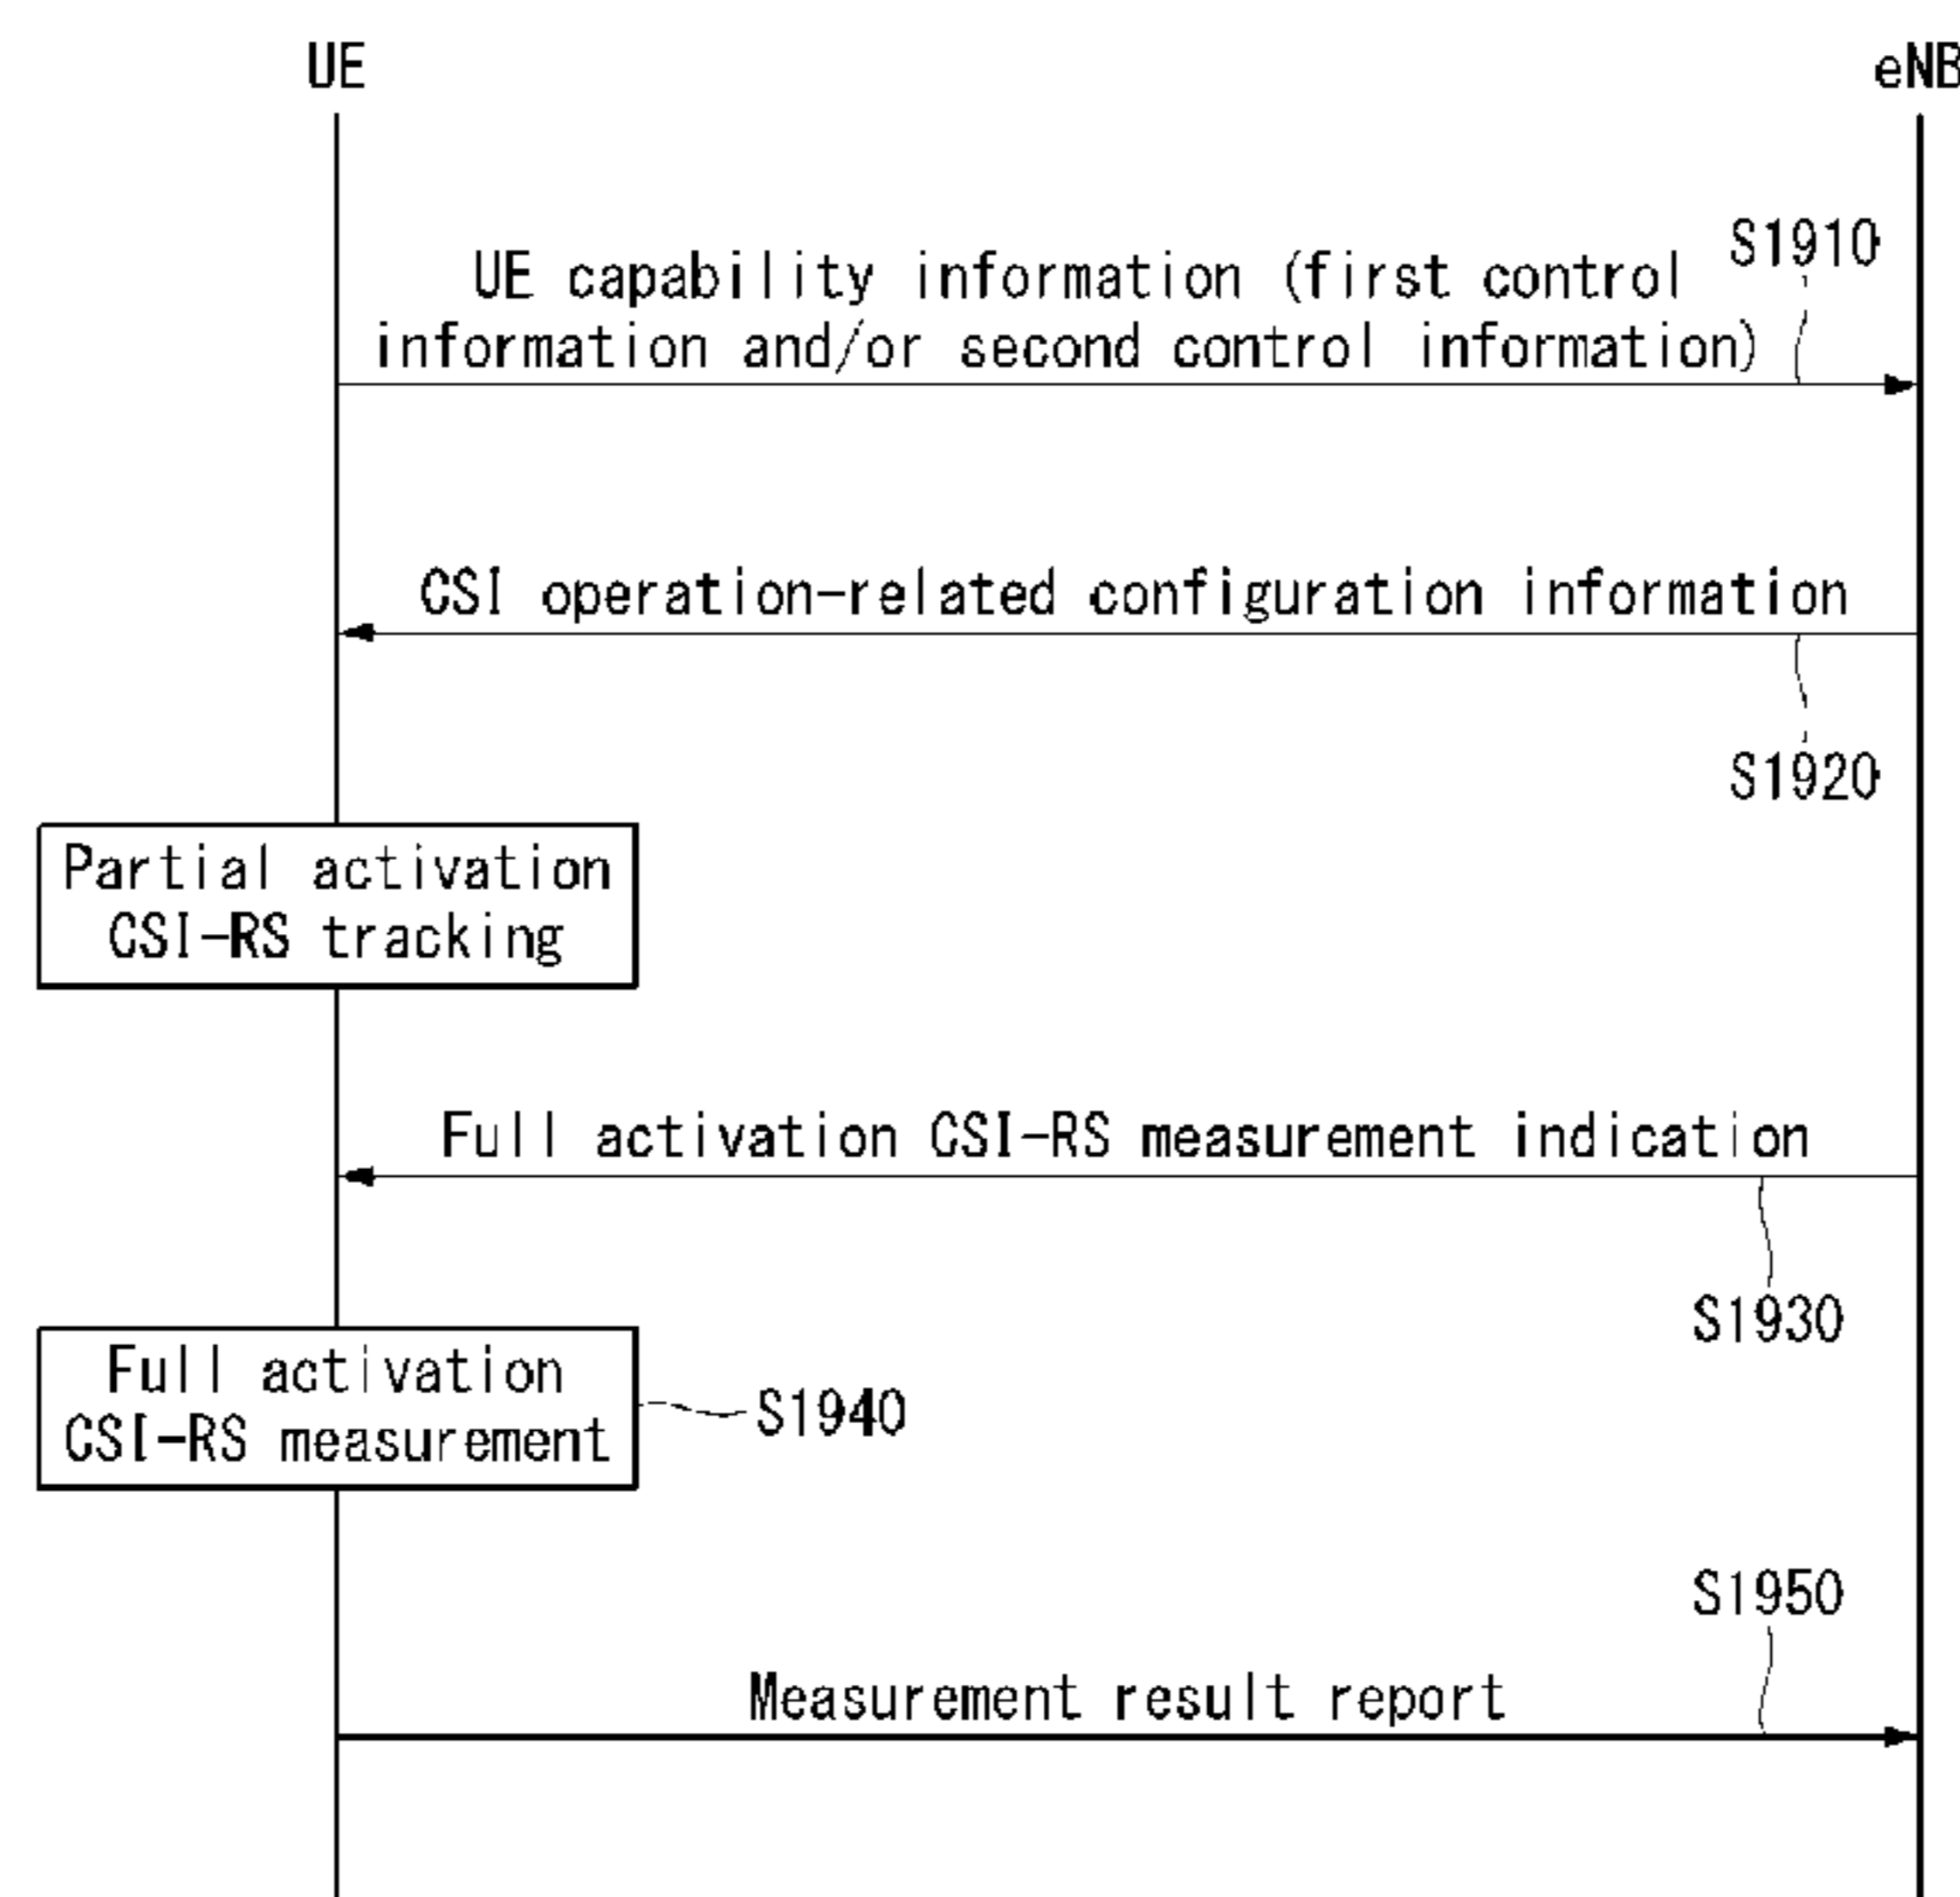 UE
eNB
S1910
UE capability information (first control
information and/or second control information)
CSI operation-related configuration information
S1920
Partial activation
CSI-RS tracking
Full activation CSI-RS measurement indication
S1930
Full activation
CSI-RS measurement
S1940
S1950
Measurement result report